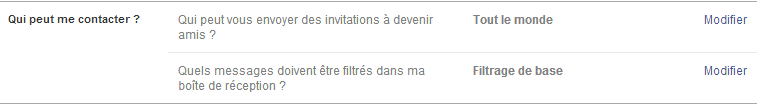 Qui peut me contacter ?
Qui peut vous envoyer des invitations à devenir
amis ?
Tout le monde
Modifier
Quels messages doivent être filtrés dans ma
boîte de réception ?
Filtrage de base
Modifier